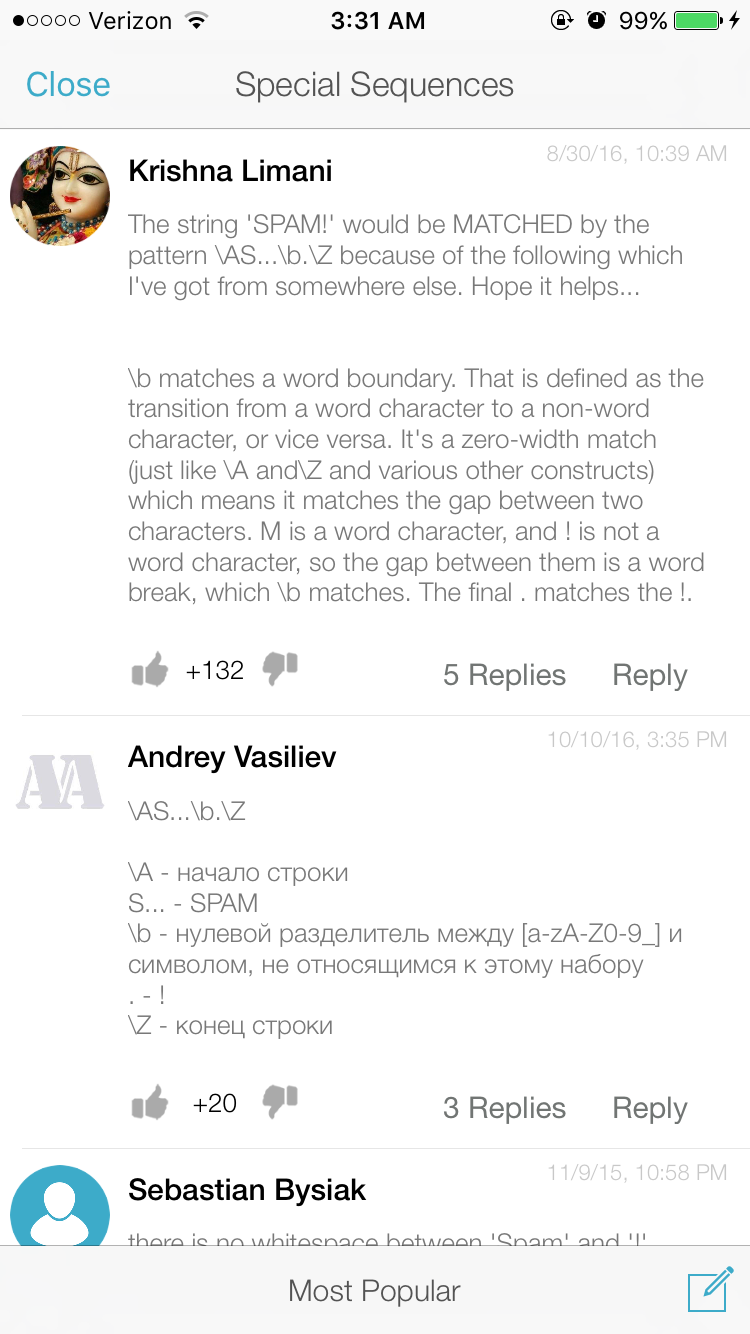 Verizon 3:31 AM 99%
Close Special Sequences
Krishna Limani 8/30/16, 10:39 AM
The string 'SPAM!' would be MATCHED by the
pattern \AS...\b.\Z because of the following which
I've got from somewhere else. Hope it helps...
\b matches a word boundary. That is defined as the
transition from a word character to a non-word
character, or vice versa. It's a zero-width match
(just like \A and\Z and various other constructs)
which means it matches the gap between two
characters. M is a word character, and ! is not a
word character, so the gap between them is a word
break, which \b matches. The final . matches the !.
+132 5 Replies Reply
AA
Andrey Vasiliev 10/10/16, 3:35 PM
\AS...\b.\Z
\A - начало строки
S... - SPAM
\b - нулевой разделитель между [a-zA-Z0-9_] и
символом, не относящимся к этому набору
. - !
\Z - конец строки
+20 3 Replies Reply
Sebastian Bysiak 11/9/15, 10:58 PM
there is no whitespace between 'Spam' and '!'
Most Popular